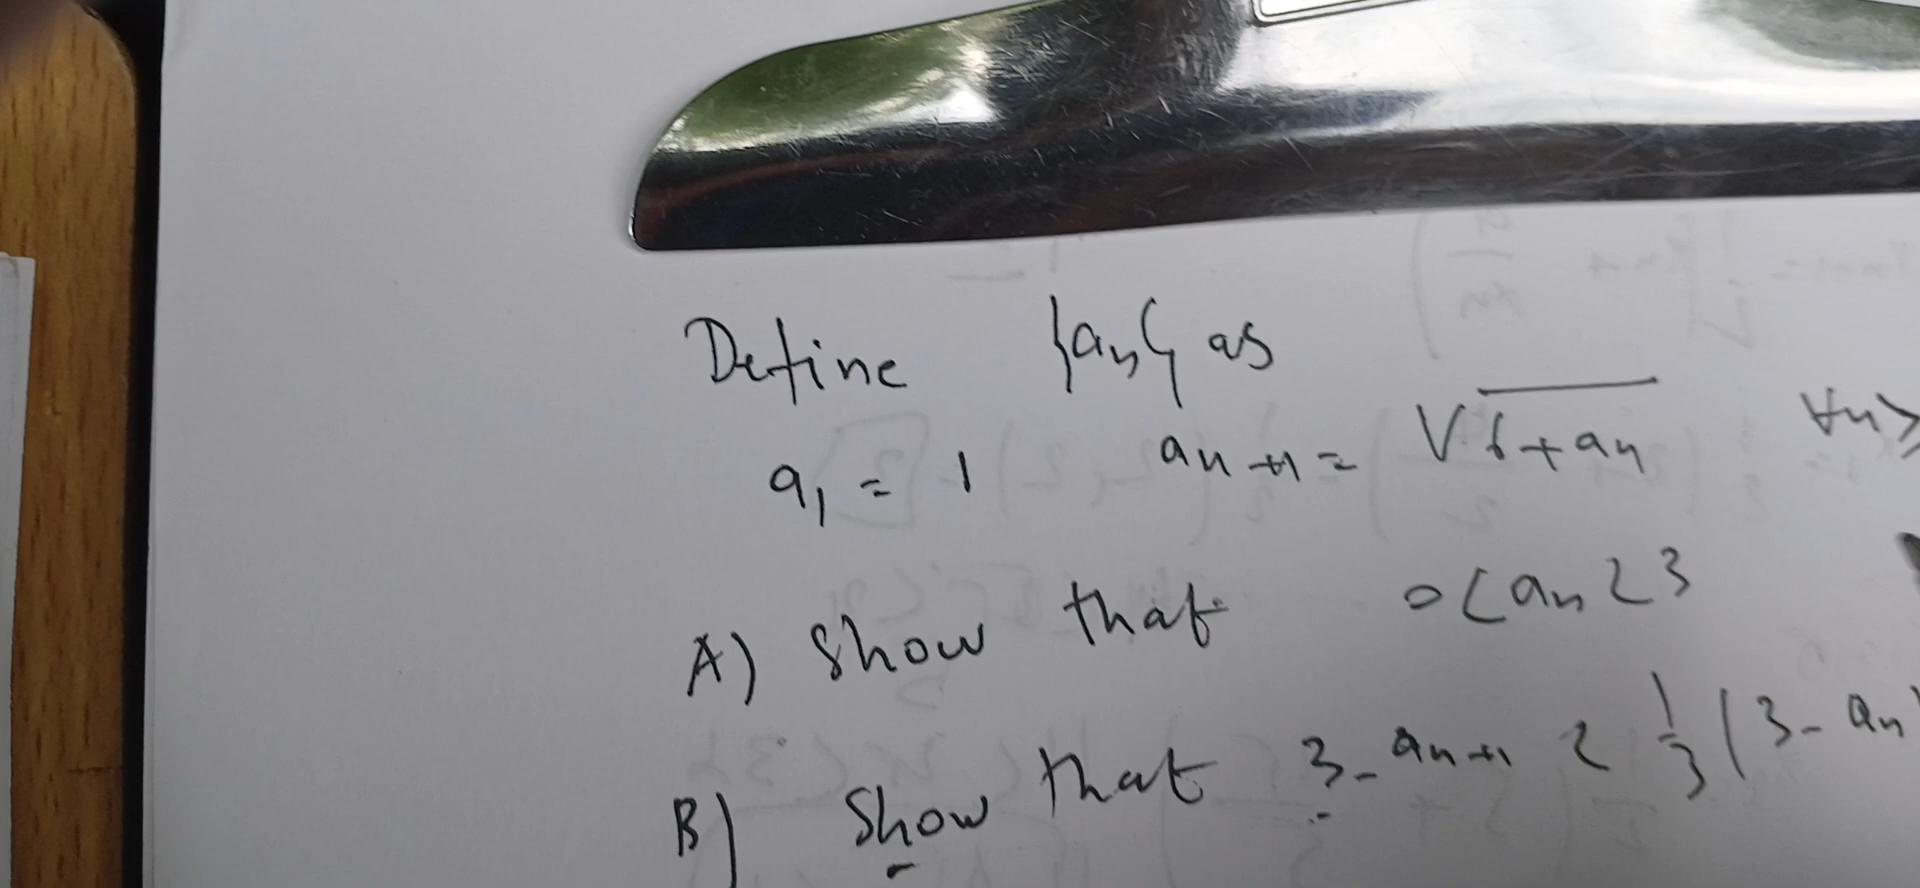 Define {an} as
a1 = 1 an+1 = √6+an ∀n≥
A) Show that 0<an<3
B) Show that 3-an+1 < 1/3 (3-an)